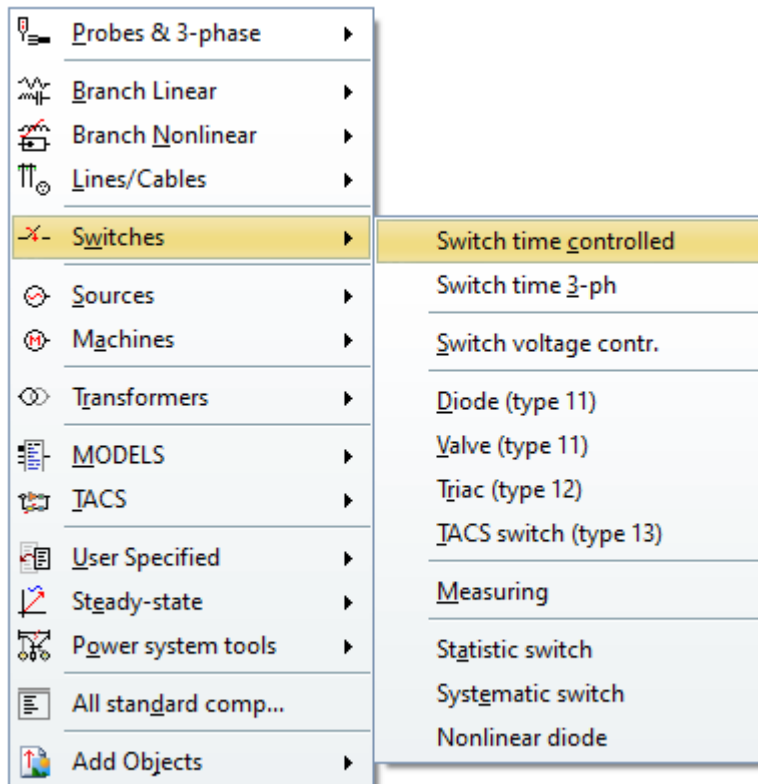 Probes & 3-phase
Branch Linear
Branch Nonlinear
Lines/Cables
Switches
Sources
Machines
Transformers
MODELS
TACS
User Specified
Steady-state
Power system tools
All standard comp...
Add Objects
Switch time controlled
Switch time 3-ph
Switch voltage contr.
Diode (type 11)
Valve (type 11)
Triac (type 12)
TACS switch (type 13)
Measuring
Statistic switch
Systematic switch
Nonlinear diode